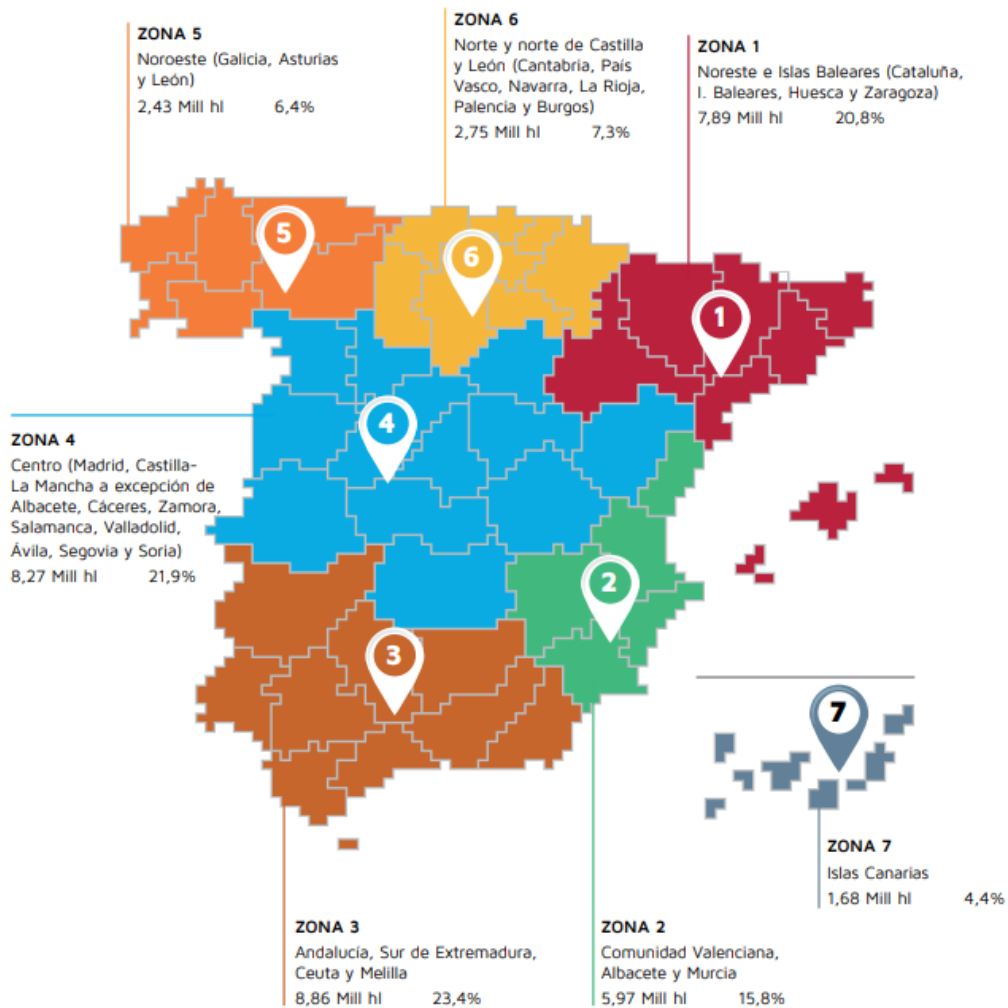 ZONA 5
Noroeste (Galicia, Asturias
y León)
2,43 Mill hl 6,4%
ZONA 6
Norte y norte de Castilla
y León (Cantabria, País
Vasco, Navarra, La Rioja,
Palencia y Burgos)
2,75 Mill hl 7,3%
ZONA 1
Noreste e Islas Baleares (Cataluña,
I. Baleares, Huesca y Zaragoza)
7,89 Mill hl 20,8%
5
6
1
4
ZONA 4
Centro (Madrid, Castilla-
La Mancha a excepción de
Albacete, Cáceres, Zamora,
Salamanca, Valladolid,
Ávila, Segovia y Soria)
8,27 Mill hl 21,9%
2
3
7
ZONA 7
Islas Canarias
1,68 Mill hl 4,4%
ZONA 3
Andalucía, Sur de Extremadura,
Ceuta y Melilla
8,86 Mill hl 23,4%
ZONA 2
Comunidad Valenciana,
Albacete y Murcia
5,97 Mill hl 15,8%